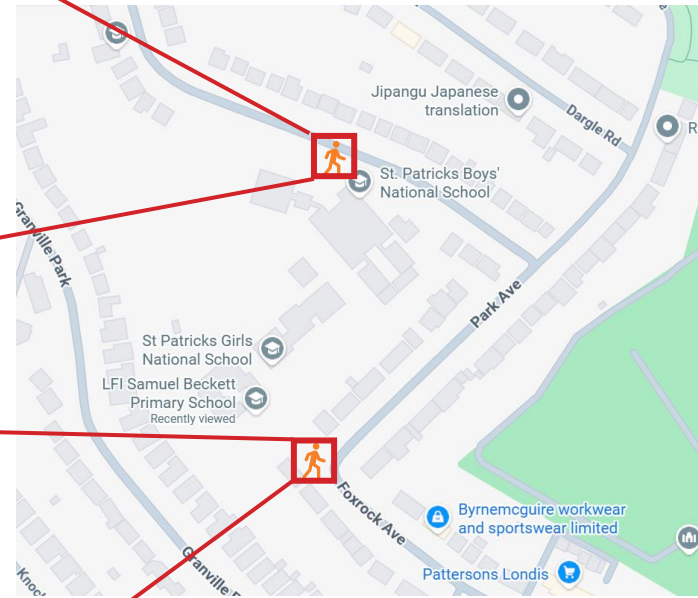 Jipangu Japanese
translation
Dargle Rd
R
St. Patricks Boys'
National School
Granville Park
Park Ave
St Patricks Girls
National School
LFI Samuel Beckett
Primary School
Recently viewed
Foxrock Ave
Byrnemcguire workwear
and sportswear limited
Granville
Knoc
Pattersons Londis